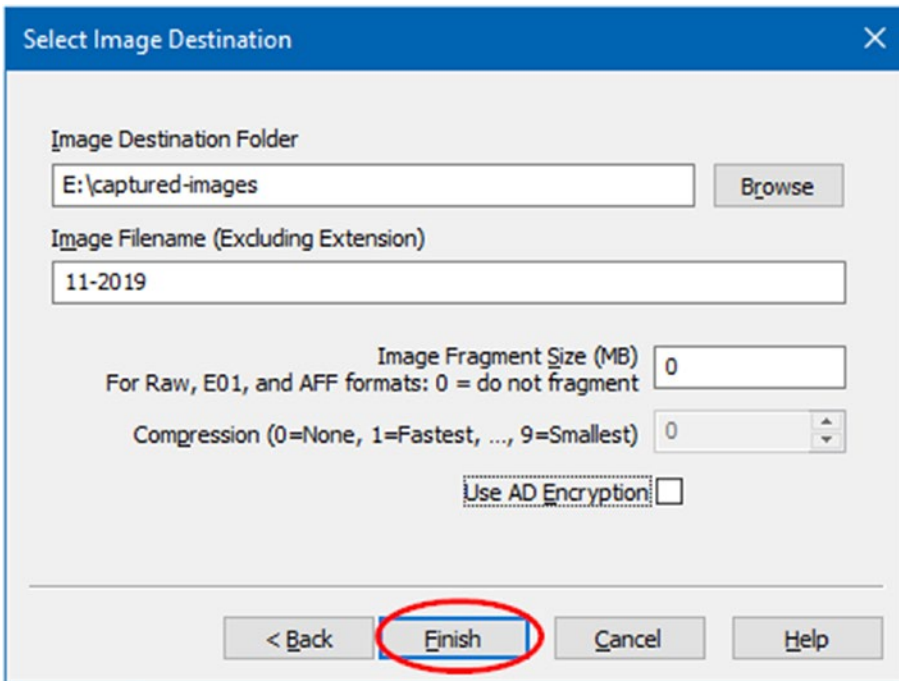 Select Image Destination
Image Destination Folder
E:\captured-images
Browse
Image Filename (Excluding Extension)
11-2019
Image Fragment Size (MB)
0
For Raw, E01, and AFF formats: 0 = do not fragment
Compression (0=None, 1=Fastest, ..., 9=Smallest)
0
Use AD Encryption
< Back
Finish
Cancel
Help